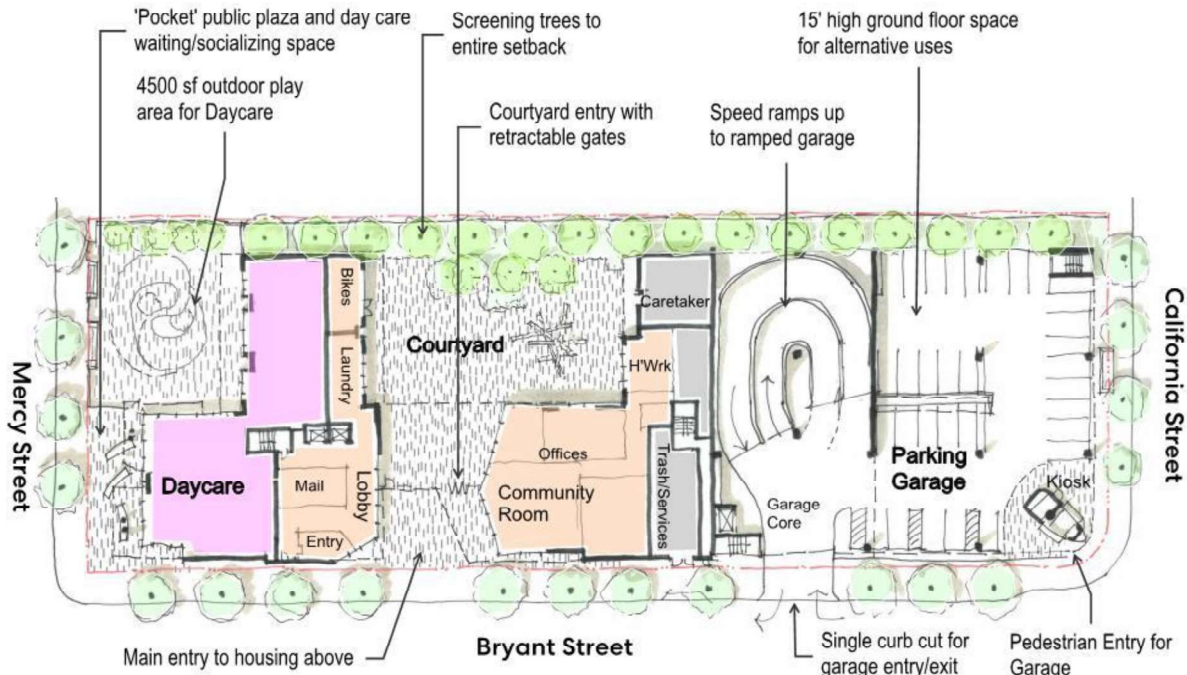 'Pocket' public plaza and day care
waiting/socializing space
4500 sf outdoor play
area for Daycare
Screening trees to
entire setback
Courtyard entry with
retractable gates
Speed ramps up
to ramped garage
15' high ground floor space
for alternative uses
Mercy Street
Bikes
Laundry
Courtyard
Caretaker
H'Wrk
Daycare
Mail
Lobby
Entry
Offices
Community
Room
Trash/Services
Garage
Core
Parking
Garage
Kiosk
California Street
Main entry to housing above
Bryant Street
Single curb cut for
garage entry/exit
Pedestrian Entry for
Garage